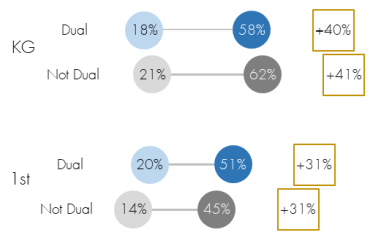 Dual 18% 58% +40%
KG
Not Dual 21% 62% +41%
Dual 20% 51% +31%
1st
Not Dual 14% 45% +31%